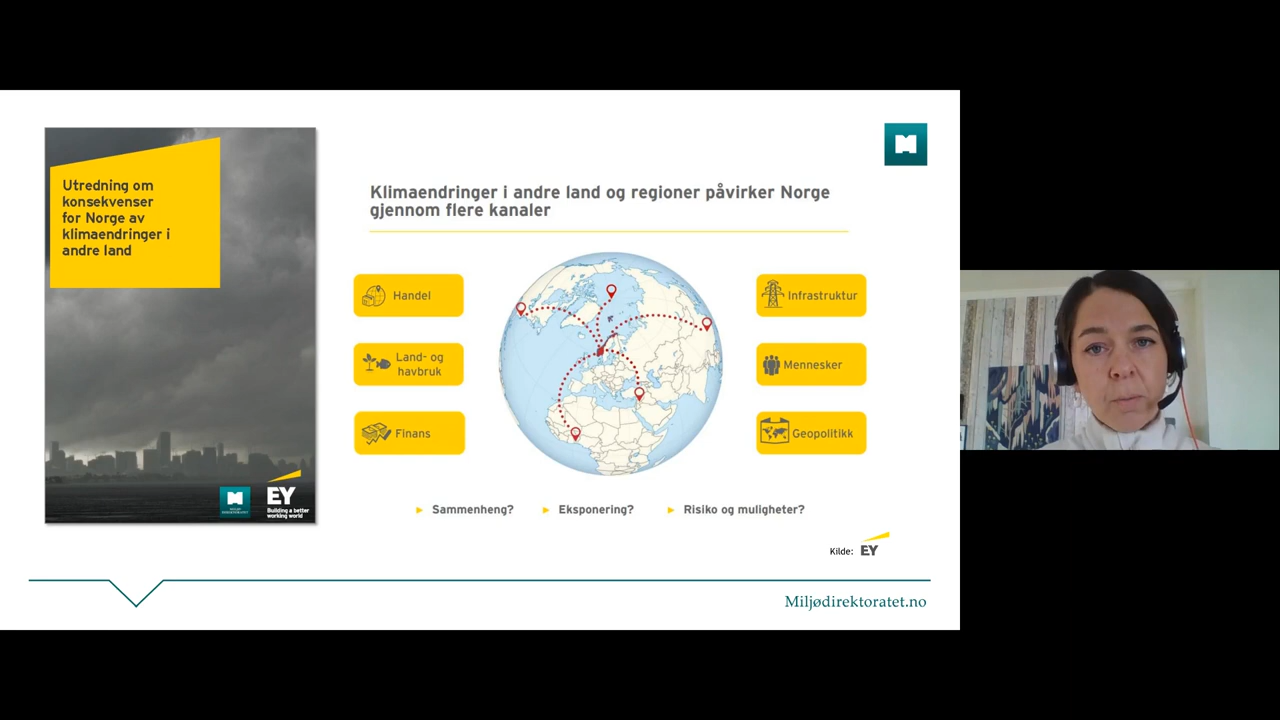 Utredning om
konsekvenser
for Norge av
klimaendringer i
andre land
EY
Building a better
working world
Klimaendringer i andre land og regioner påvirker Norge
gjennom flere kanaler
Handel
Land- og
havbruk
Finans
Infrastruktur
Mennesker
Geopolitikk
Sammenheng?
Eksponering?
Risiko og muligheter?
Kilde: EY
Miljødirektoratet.no